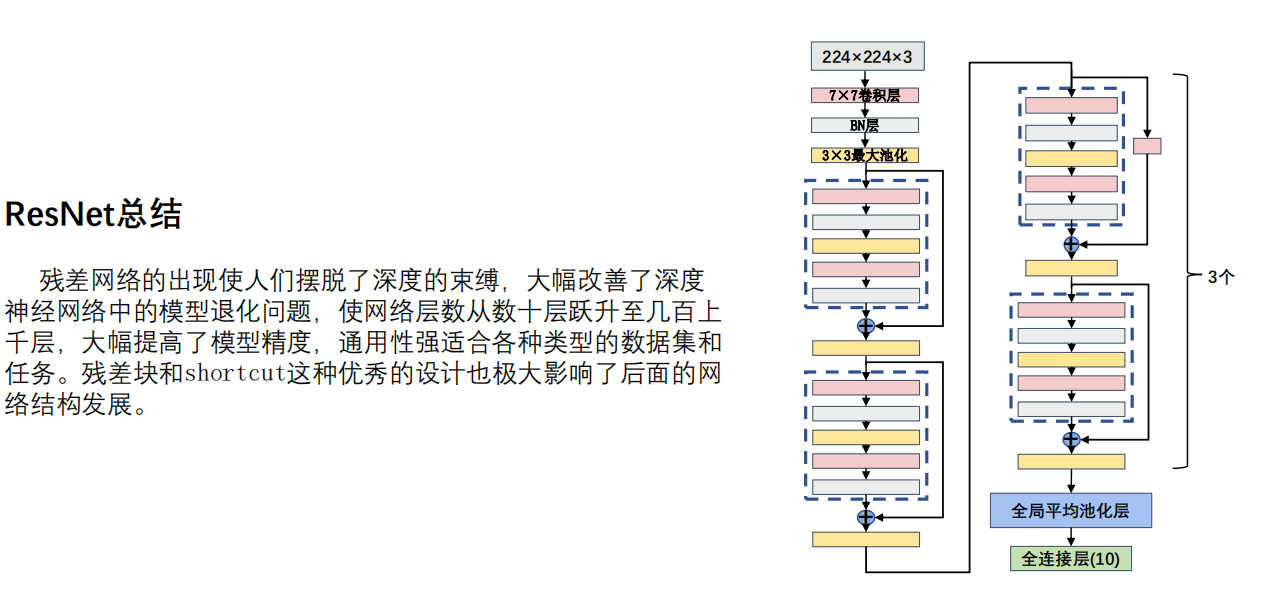 ResNet总结
残差网络的出现使人们摆脱了深度的束缚，大幅改善了深度
神经网络中的模型退化问题，使网络层数从数十层跃升至几百上
千层，大幅提高了模型精度，通用性强适合各种类型的数据集和
任务。残差块和shortcut这种优秀的设计也极大影响了后面的网
络结构发展。
224×224×3
7×7卷积层
BN层
3×3最大池化
3个
全局平均池化层
全连接层(10)